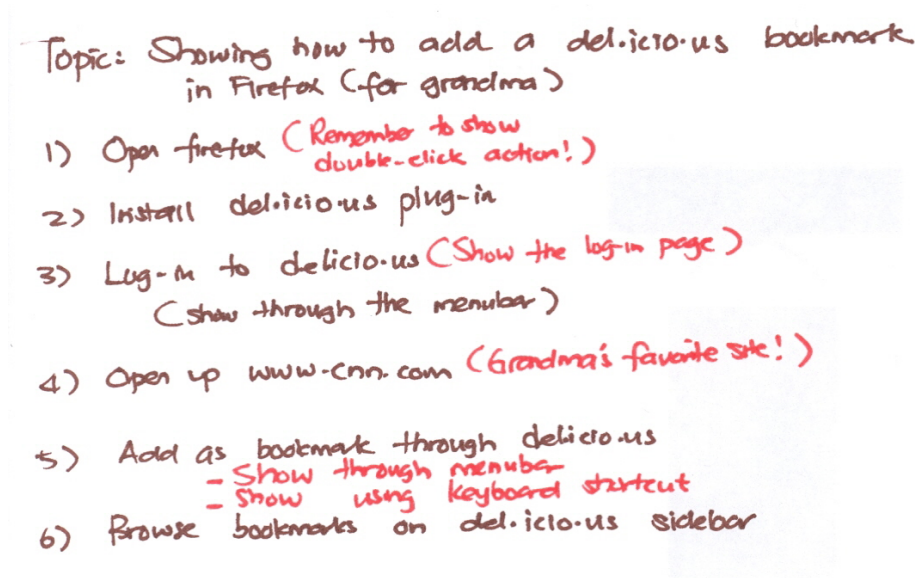 Topic: Showing how to add a del.icio.us bookmark
in Firefox (for grandma)
1) Open firefox (Remember to show
double-click action!)
2) Install del.icio.us plug-in
3) Log-in to delicio.us (Show the log-in page)
(show through the menubar)
4) Open up www.cnn.com (Grandma's favorite site!)
5) Add as bookmark through delicio.us
- Show through menubar
- Show using keyboard shortcut
6) Browse bookmarks on del.icio.us sidebar